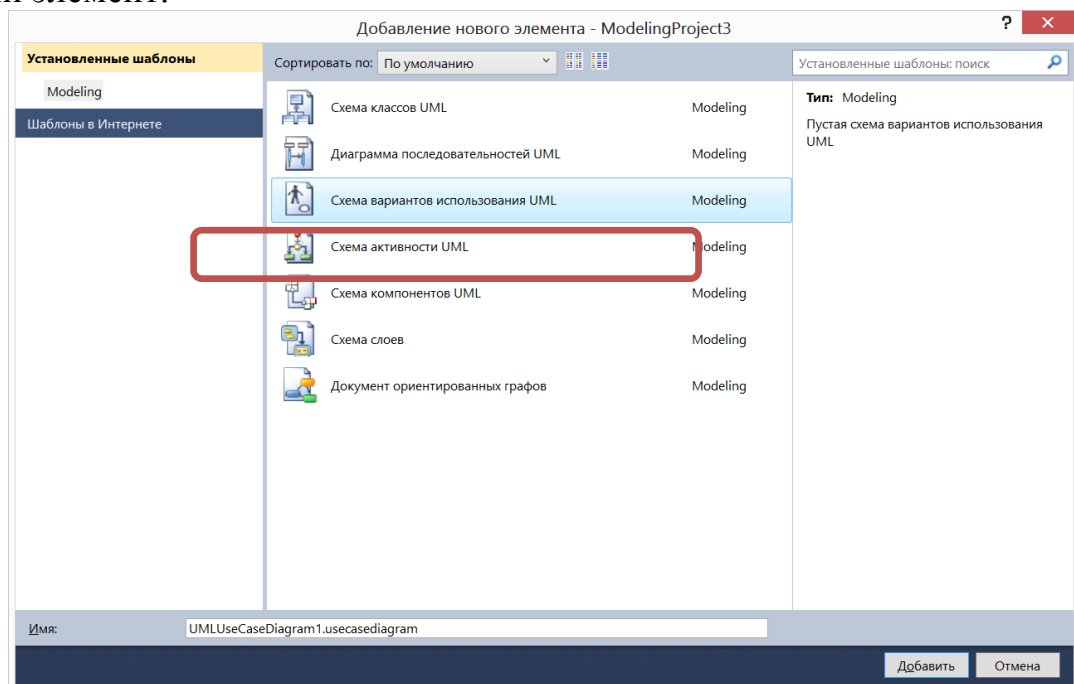 элемент.
Добавление нового элемента - ModelingProject3
? ×
Установленные шаблоны
Modeling
Шаблоны в Интернете
Сортировать по: По умолчанию
Схема классов UML Modeling
Диаграмма последовательностей UML Modeling
Схема вариантов использования UML Modeling
Схема активности UML Modeling
Схема компонентов UML Modeling
Схема слоев Modeling
Документ ориентированных графов Modeling
Установленные шаблоны: поиск
Тип: Modeling
Пустая схема вариантов использования
UML
Имя: UMLUseCaseDiagram1.usecasediagram
Добавить Отмена